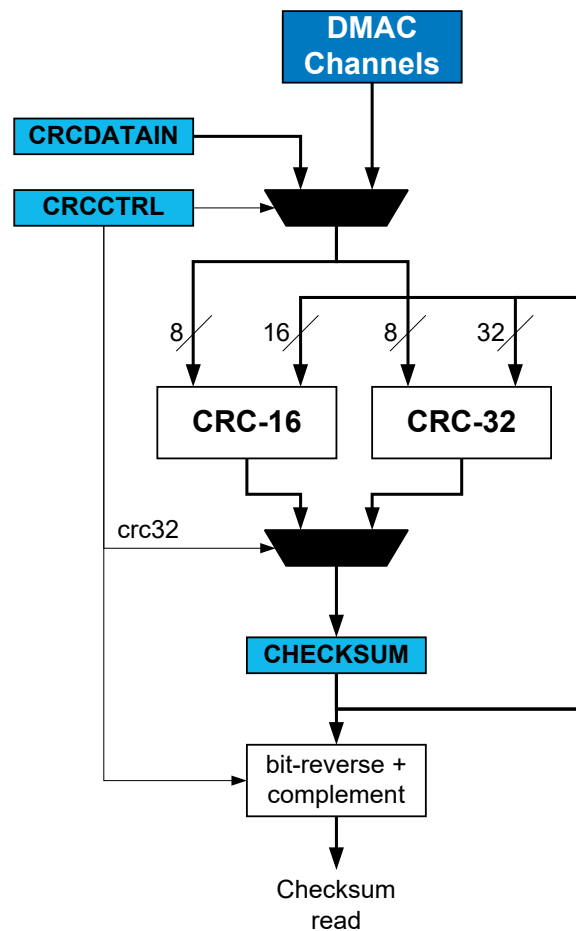 DMAC
Channels
CRCDATAIN
CRCCTRL
8
16
8
32
CRC-16
CRC-32
crc32
CHECKSUM
bit-reverse +
complement
Checksum
read